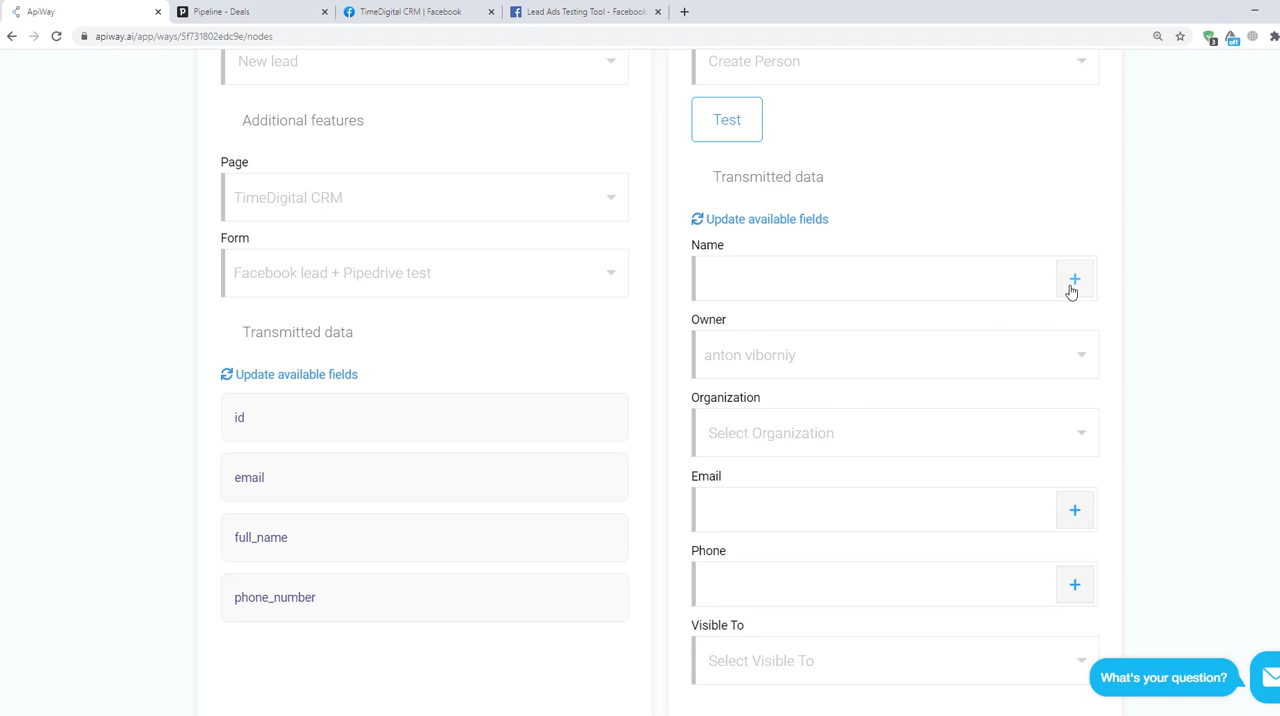 ApiWay
Pipeline - Deals
TimeDigital CRM | Facebook
Lead Ads Testing Tool - Facebook
apiway.ai/app/ways/5f731802edc9e/nodes
3
off
New lead
Additional features
Page
TimeDigital CRM
Form
Facebook lead + Pipedrive test
Transmitted data
Update available fields
id
email
full_name
phone_number
Create Person
Test
Transmitted data
Update available fields
Name
+
Owner
anton viborniy
Organization
Select Organization
Email
+
Phone
+
Visible To
Select Visible To
What's your question?